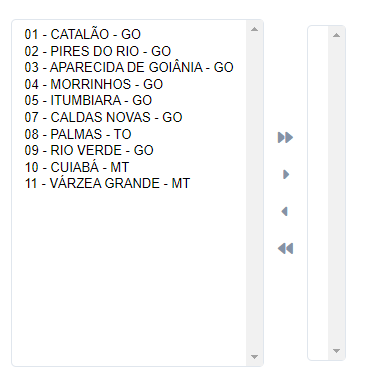 01 - CATALÃO - GO
02 - PIRES DO RIO - GO
03 - APARECIDA DE GOIÂNIA - GO
04 - MORRINHOS - GO
05 - ITUMBIARA - GO
07 - CALDAS NOVAS - GO
08 - PALMAS - TO
09 - RIO VERDE - GO
10 - CUIABÁ - MT
11 - VÁRZEA GRANDE - MT